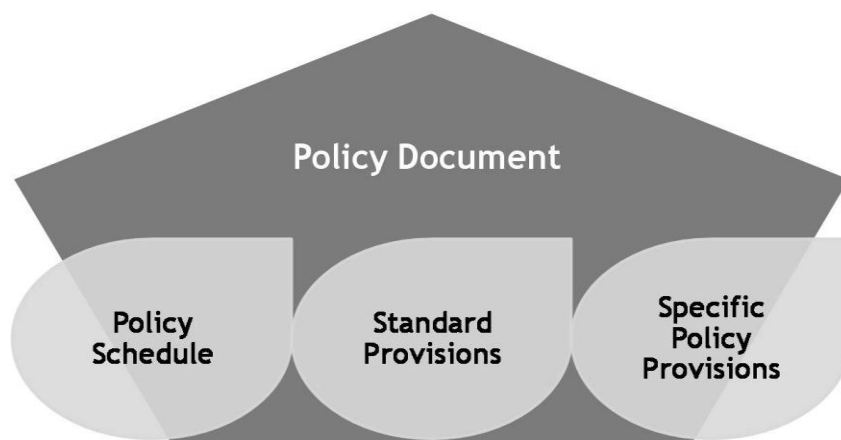 Policy Document
Policy
Schedule
Standard
Provisions
Specific
Policy
Provisions